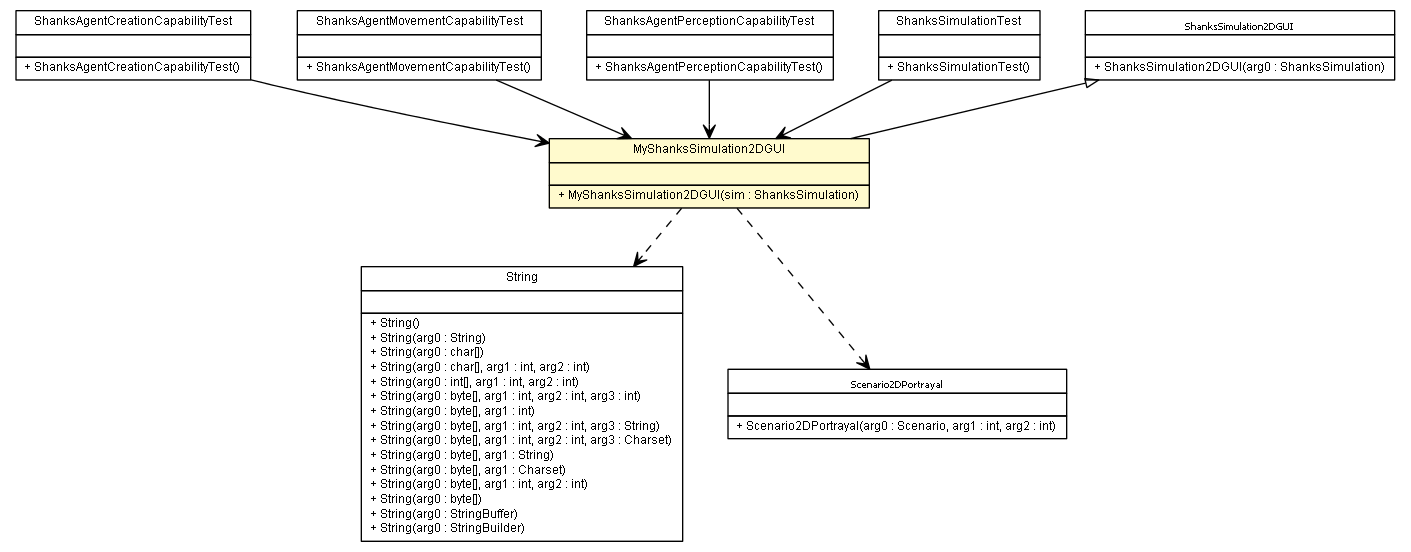 ShanksAgentCreationCapabilityTest
+ ShanksAgentCreationCapabilityTest()
ShanksAgentMovementCapabilityTest
+ ShanksAgentMovementCapabilityTest()
ShanksAgentPerceptionCapabilityTest
+ ShanksAgentPerceptionCapabilityTest()
ShanksSimulationTest
+ ShanksSimulationTest()
ShanksSimulation2DGUI
+ ShanksSimulation2DGUI(arg0 : ShanksSimulation)
MyShanksSimulation2DGUI
+ MyShanksSimulation2DGUI(sim : ShanksSimulation)
String
+ String()
+ String(arg0 : String)
+ String(arg0 : char[])
+ String(arg0 : char[], arg1 : int, arg2 : int)
+ String(arg0 : int[], arg1 : int, arg2 : int)
+ String(arg0 : byte[], arg1 : int, arg2 : int, arg3 : int)
+ String(arg0 : byte[], arg1 : int)
+ String(arg0 : byte[], arg1 : int, arg2 : int, arg3 : String)
+ String(arg0 : byte[], arg1 : int, arg2 : int, arg3 : Charset)
+ String(arg0 : byte[], arg1 : String)
+ String(arg0 : byte[], arg1 : Charset)
+ String(arg0 : byte[], arg1 : int, arg2 : int)
+ String(arg0 : byte[])
+ String(arg0 : StringBuffer)
+ String(arg0 : StringBuilder)
Scenario2DPortrayal
+ Scenario2DPortrayal(arg0 : Scenario, arg1 : int, arg2 : int)